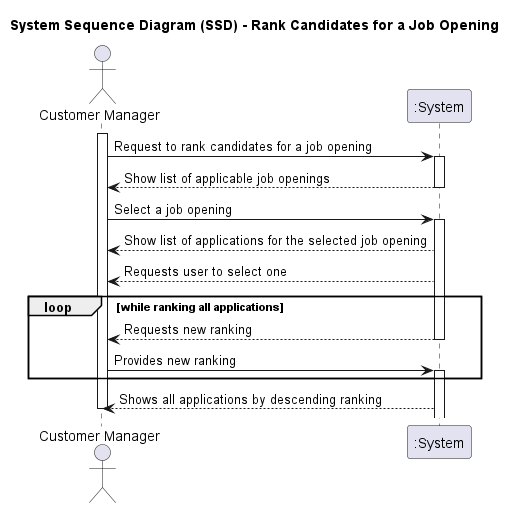 System Sequence Diagram (SSD) - Rank Candidates for a Job Opening
Customer Manager
:System
Request to rank candidates for a job opening
Show list of applicable job openings
Select a job opening
Show list of applications for the selected job opening
Requests user to select one
loop [while ranking all applications]
Requests new ranking
Provides new ranking
Shows all applications by descending ranking
Customer Manager
:System